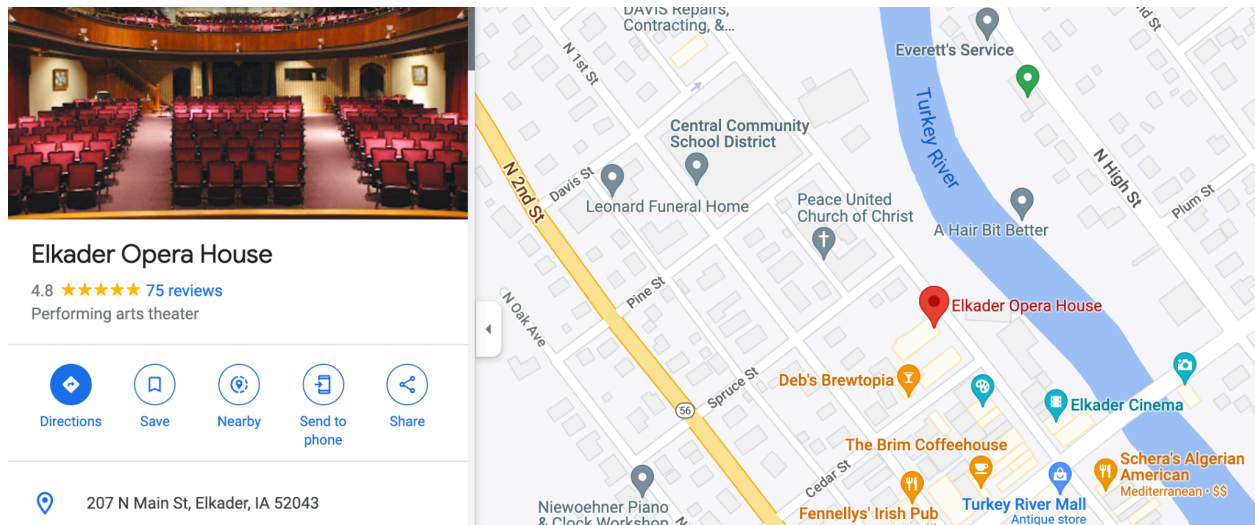 Elkader Opera House
4.8
75 reviews
Performing arts theater
Directions
Save
Nearby
Send to
phone
Share
207 N Main St, Elkader, IA 52043
DAVIS Repairs,
Contracting, &...
N 1st St
Everett's Service
Turkey River
Central Community
School District
N 2nd St
Davis St
Leonard Funeral Home
Peace United
Church of Christ
A Hair Bit Better
N High St
Plum St
nd St
Pine St
N Oak Ave
Elkader Opera House
Deb's Brewtopia
Spruce St
56
Elkader Cinema
The Brim Coffeehouse
Cedar St
Schera's Algerian
American
Mediterranean · $$
Niewoehner Piano
& Clock Workshop
N
Fennellys' Irish Pub
Turkey River Mall
Antique store